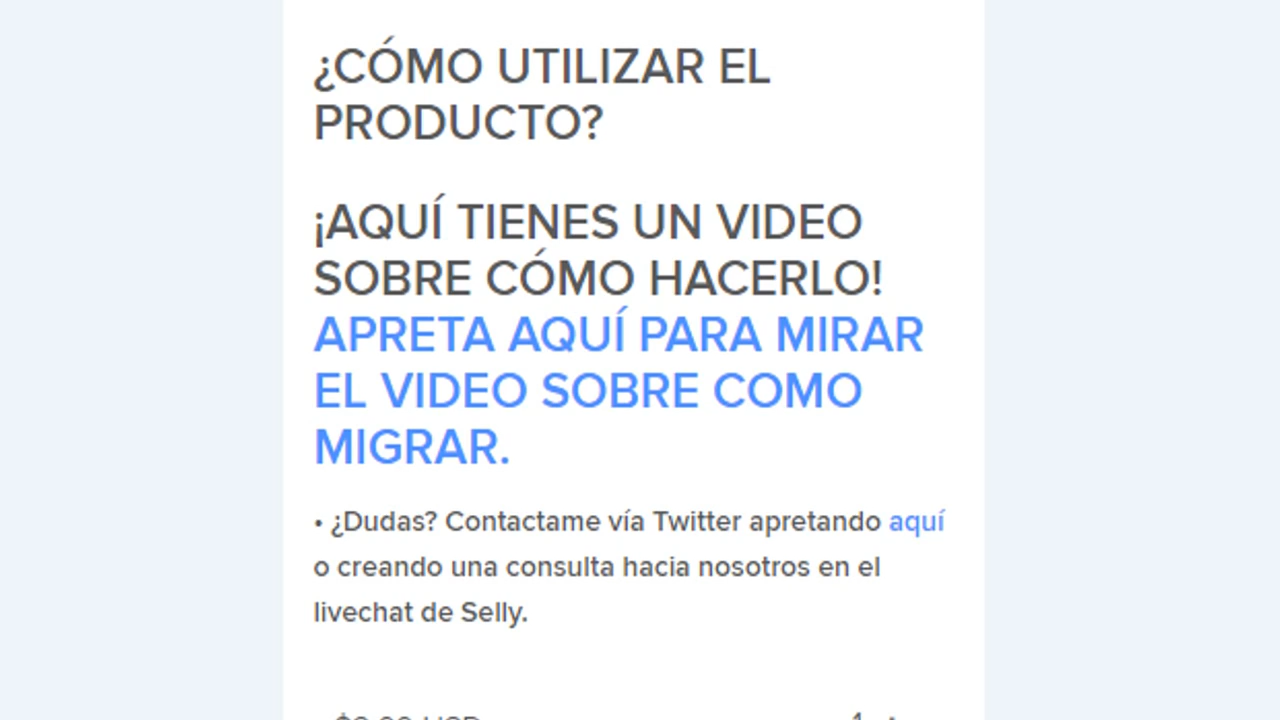 ¿CÓMO UTILIZAR EL
PRODUCTO?
¡AQUÍ TIENES UN VIDEO
SOBRE CÓMO HACERLO!
APRETA AQUÍ PARA MIRAR
EL VIDEO SOBRE COMO
MIGRAR.
• ¿Dudas? Contactame vía Twitter apretando aquí
o creando una consulta hacia nosotros en el
livechat de Selly.